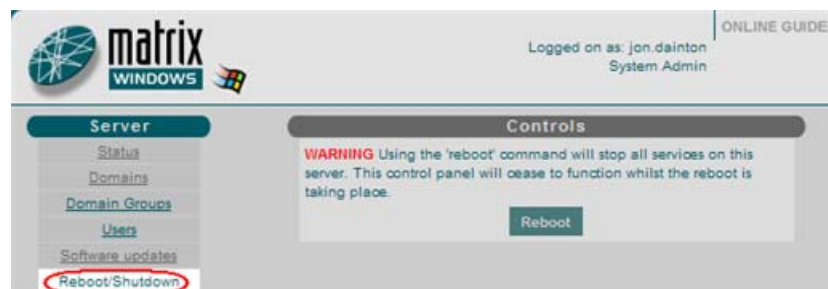 matrix
WINDOWS
ONLINE GUIDE
Logged on as: jon.dainton
System Admin
Server
Status
Domains
Domain Groups
Users
Software updates
Reboot/Shutdown
Controls
WARNING Using the 'reboot' command will stop all services on this
server. This control panel will cease to function whilst the reboot is
taking place.
Reboot